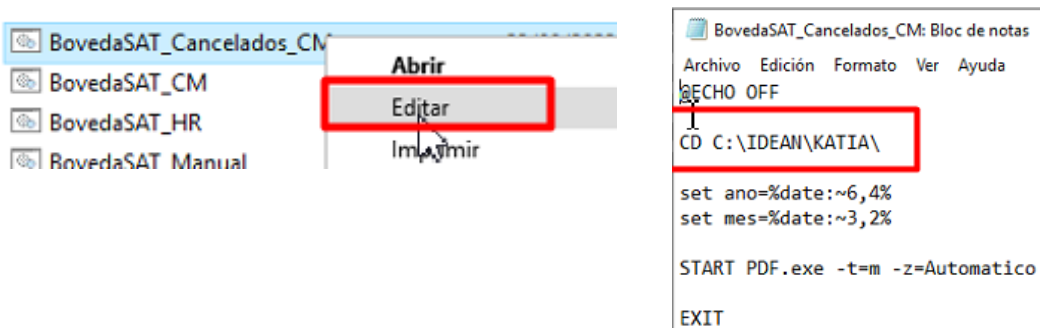 BovedaSAT_Cancelados_CM
BovedaSAT_CM
BovedaSAT_HR
BovedaSAT_Manual
Abrir
Editar
Imprimir
BovedaSAT_Cancelados_CM: Bloc de notas
Archivo Edición Formato Ver Ayuda
@ECHO OFF
CD C:\IDEAN\KATIA\
set ano=%date:~6,4%
set mes=%date:~3,2%
START PDF.exe -t=m -z=Automatico
EXIT